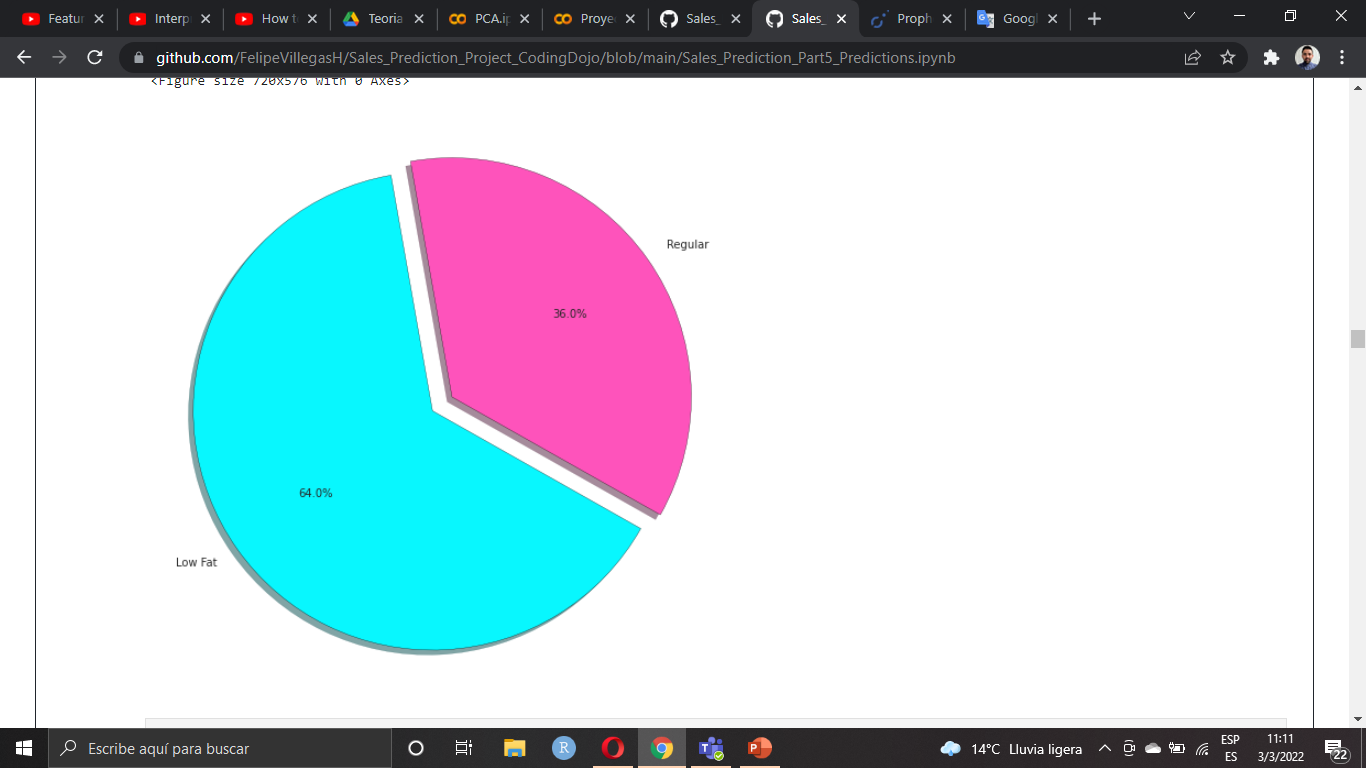 Featur
Interp
How t
Teoria
PCA.ip
Proye
Sales_
Sales_
Proph
Googl
github.com/FelipeVillegasH/Sales_Prediction_Project_CodingDojo/blob/main/Sales_Prediction_Part5_Predictions.ipynb
<Figure size 720x576 with 0 Axes>
Regular
36.0%
64.0%
Low Fat
Escribe aquí para buscar
R
14°C Lluvia ligera
ESP
ES
11:11
3/3/2022
22